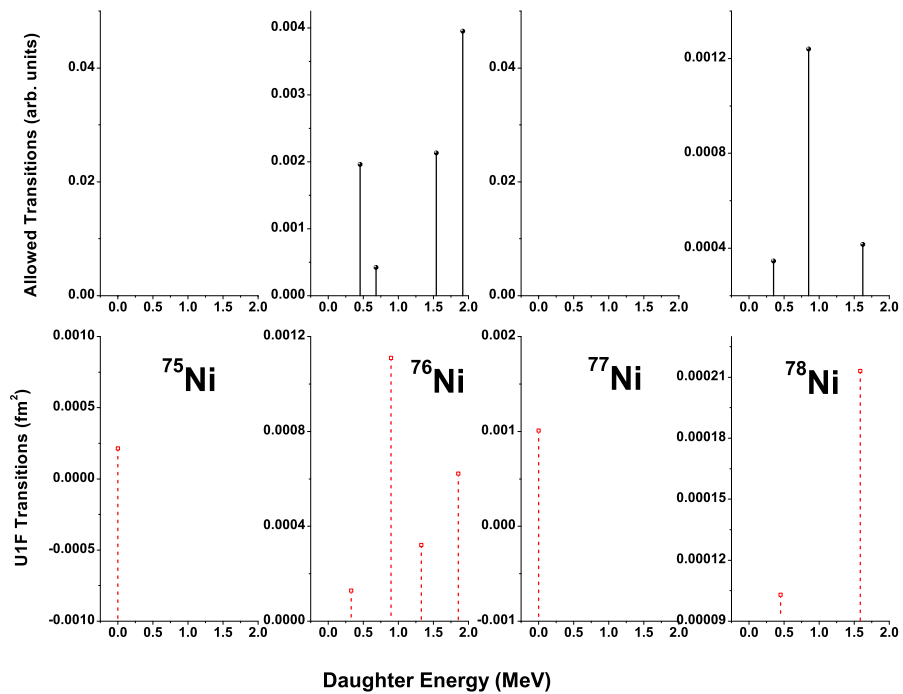 Allowed Transitions (arb. units)
0.04
0.02
0.00
0.0 0.5 1.0 1.5 2.0
0.004
0.003
0.002
0.001
0.000
0.0 0.5 1.0 1.5 2.0
0.04
0.02
0.00
0.0 0.5 1.0 1.5 2.0
0.0012
0.0008
0.0004
0.0 0.5 1.0 1.5 2.0
U1F Transitions (fm²)
0.0010
0.0005
0.0000
-0.0005
-0.0010
0.0 0.5 1.0 1.5 2.0
⁷⁵Ni
0.0012
0.0008
0.0004
0.0000
0.0 0.5 1.0 1.5 2.0
⁷⁶Ni
0.002
0.001
0.000
-0.001
0.0 0.5 1.0 1.5 2.0
⁷⁷Ni
0.00021
0.00018
0.00015
0.00012
0.00009
0.0 0.5 1.0 1.5 2.0
⁷⁸Ni
Daughter Energy (MeV)